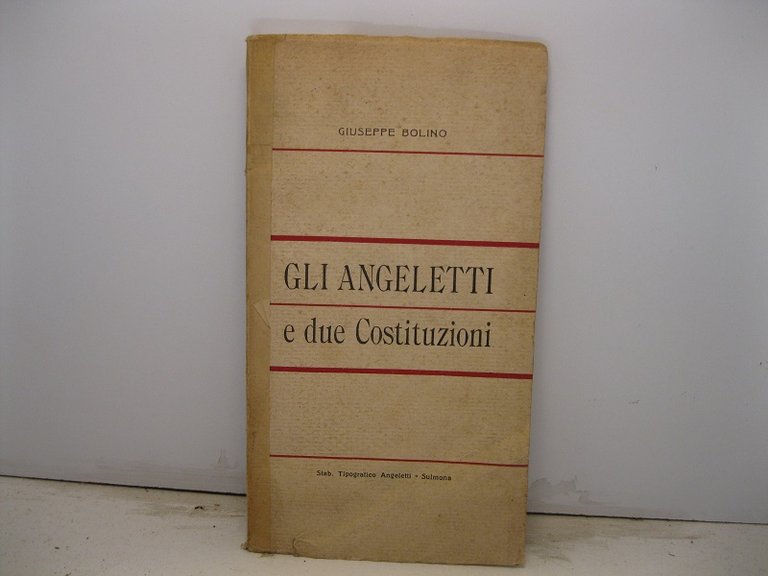 GIUSEPPE BOLINO
GLI ANGELETTI
e due Costituzioni
Stab. Tipografico Angeletti - Sulmona